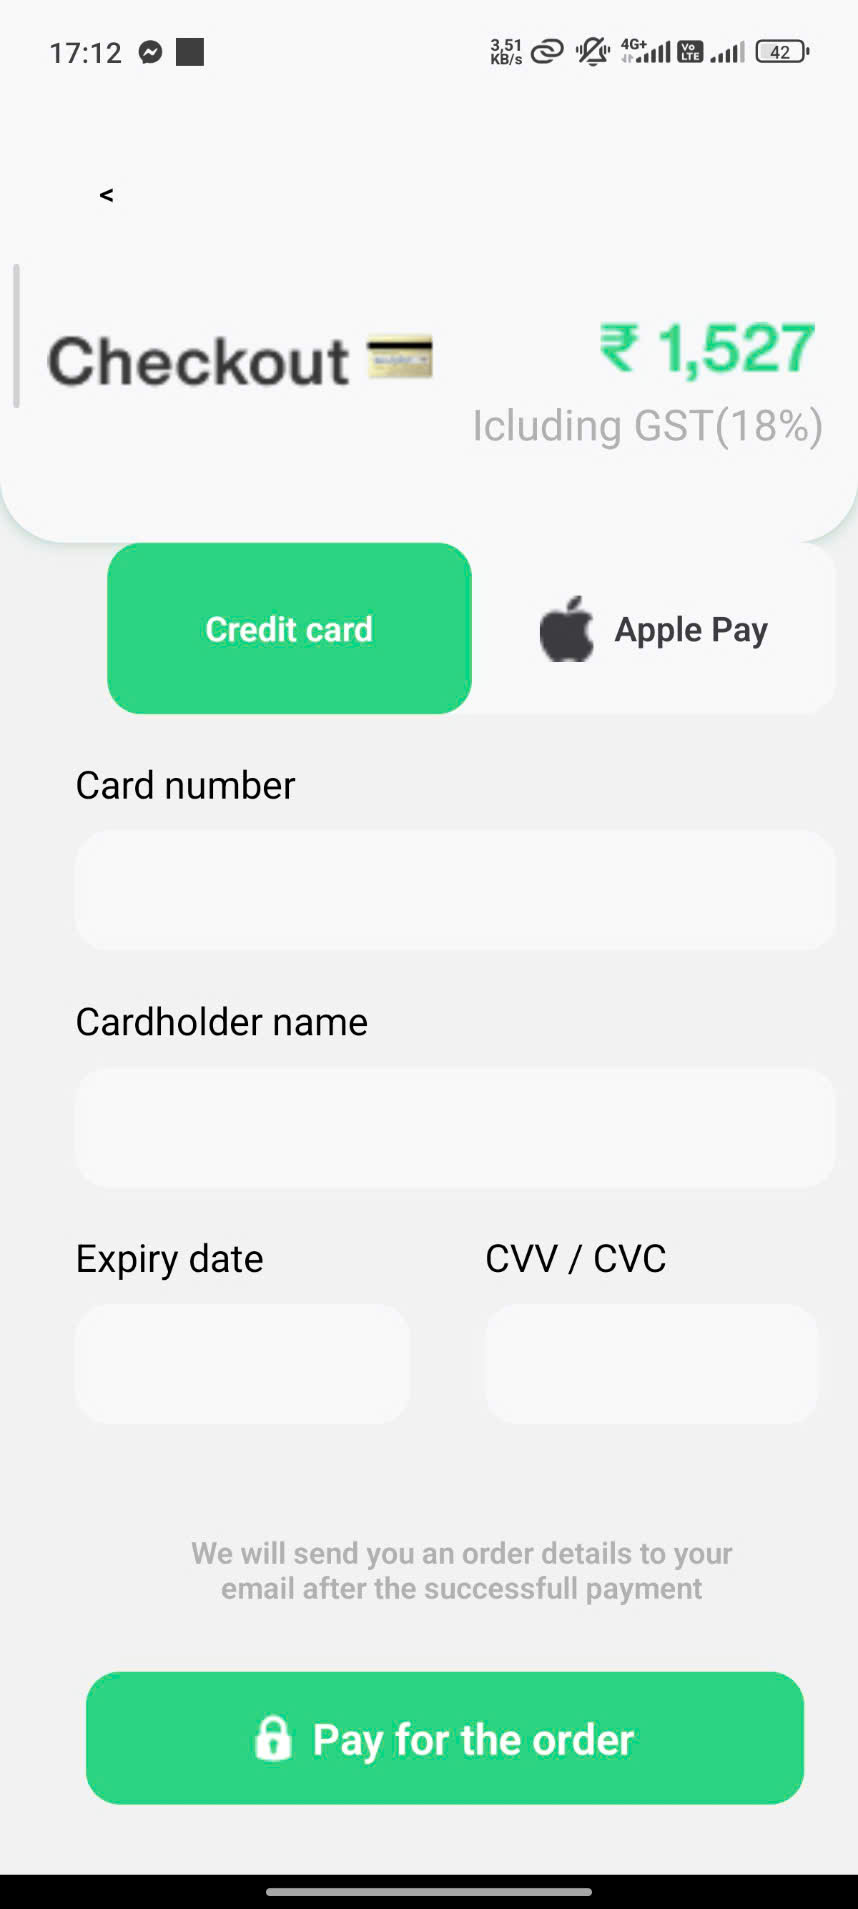 17:12
3,51
KB/s
4G+
Vo
LTE
42
<
Checkout
₹ 1,527
Icluding GST(18%)
Credit card
Apple Pay
Card number
Cardholder name
Expiry date
CVV / CVC
We will send you an order details to your
email after the successfull payment
Pay for the order